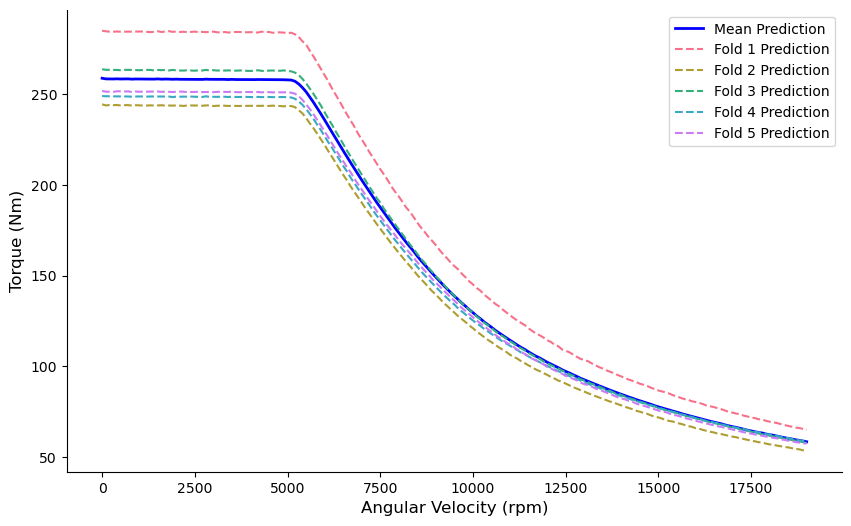 Mean Prediction
Fold 1 Prediction
Fold 2 Prediction
Fold 3 Prediction
Fold 4 Prediction
Fold 5 Prediction
Torque (Nm)
250
200
150
100
50
0 2500 5000 7500 10000 12500 15000 17500
Angular Velocity (rpm)